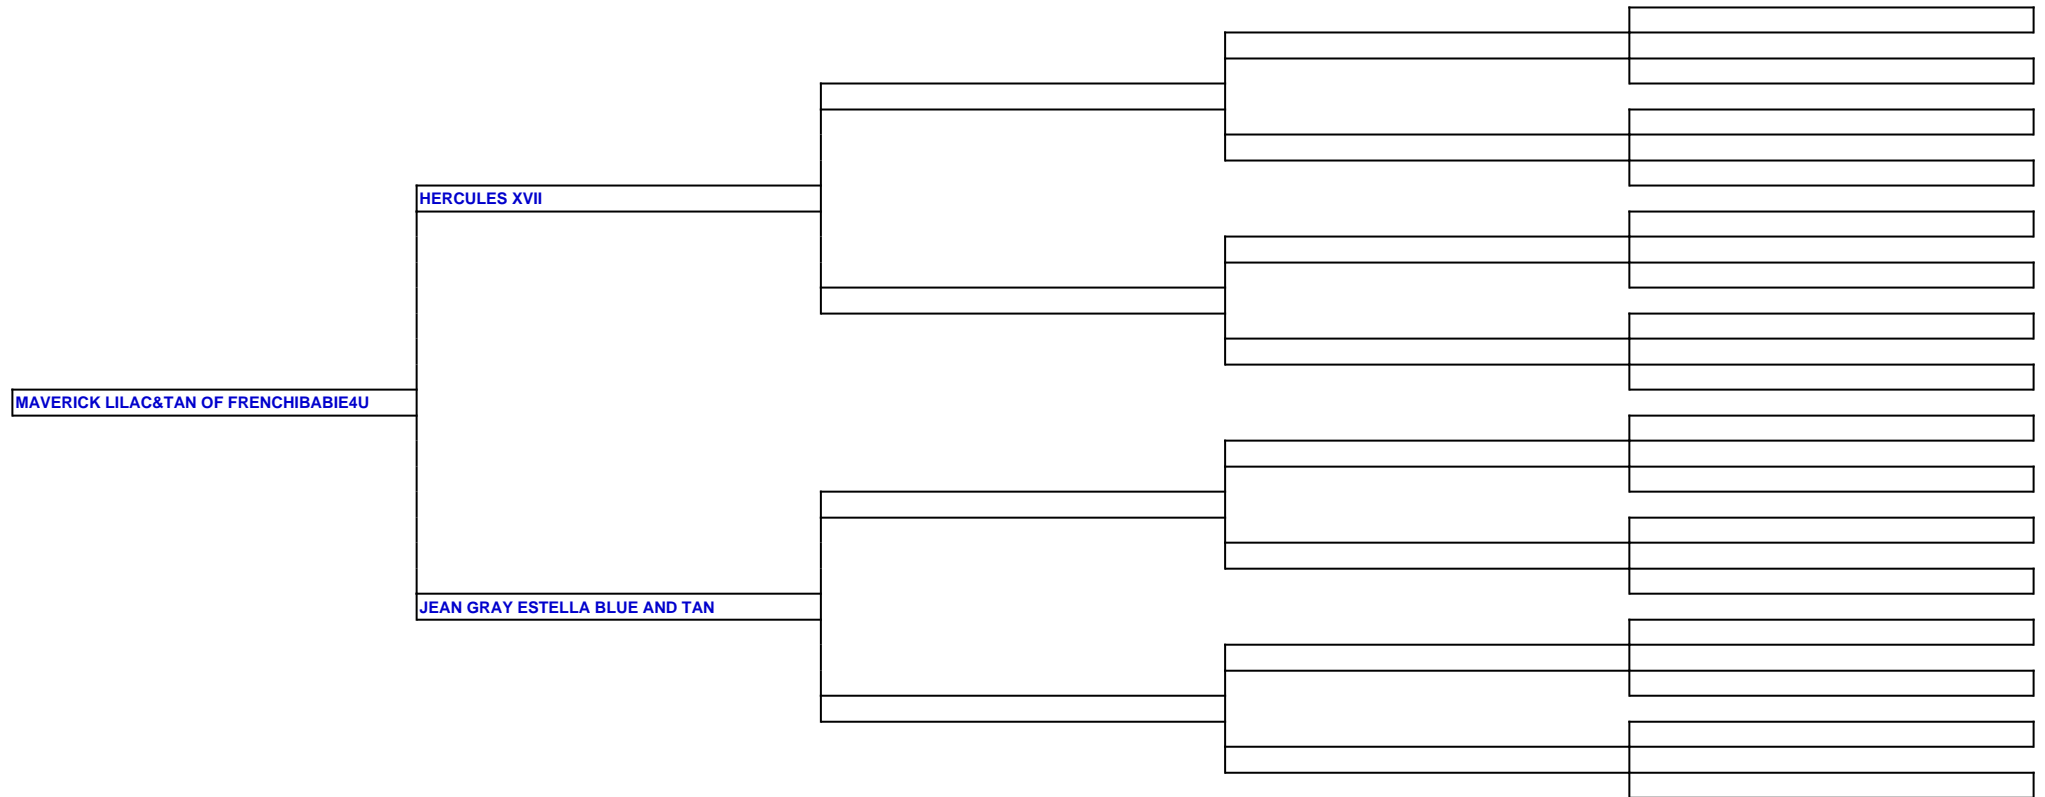 HERCULES XVII
MAVERICK LILAC&TAN OF FRENCHIBABIE4U
JEAN GRAY ESTELLA BLUE AND TAN